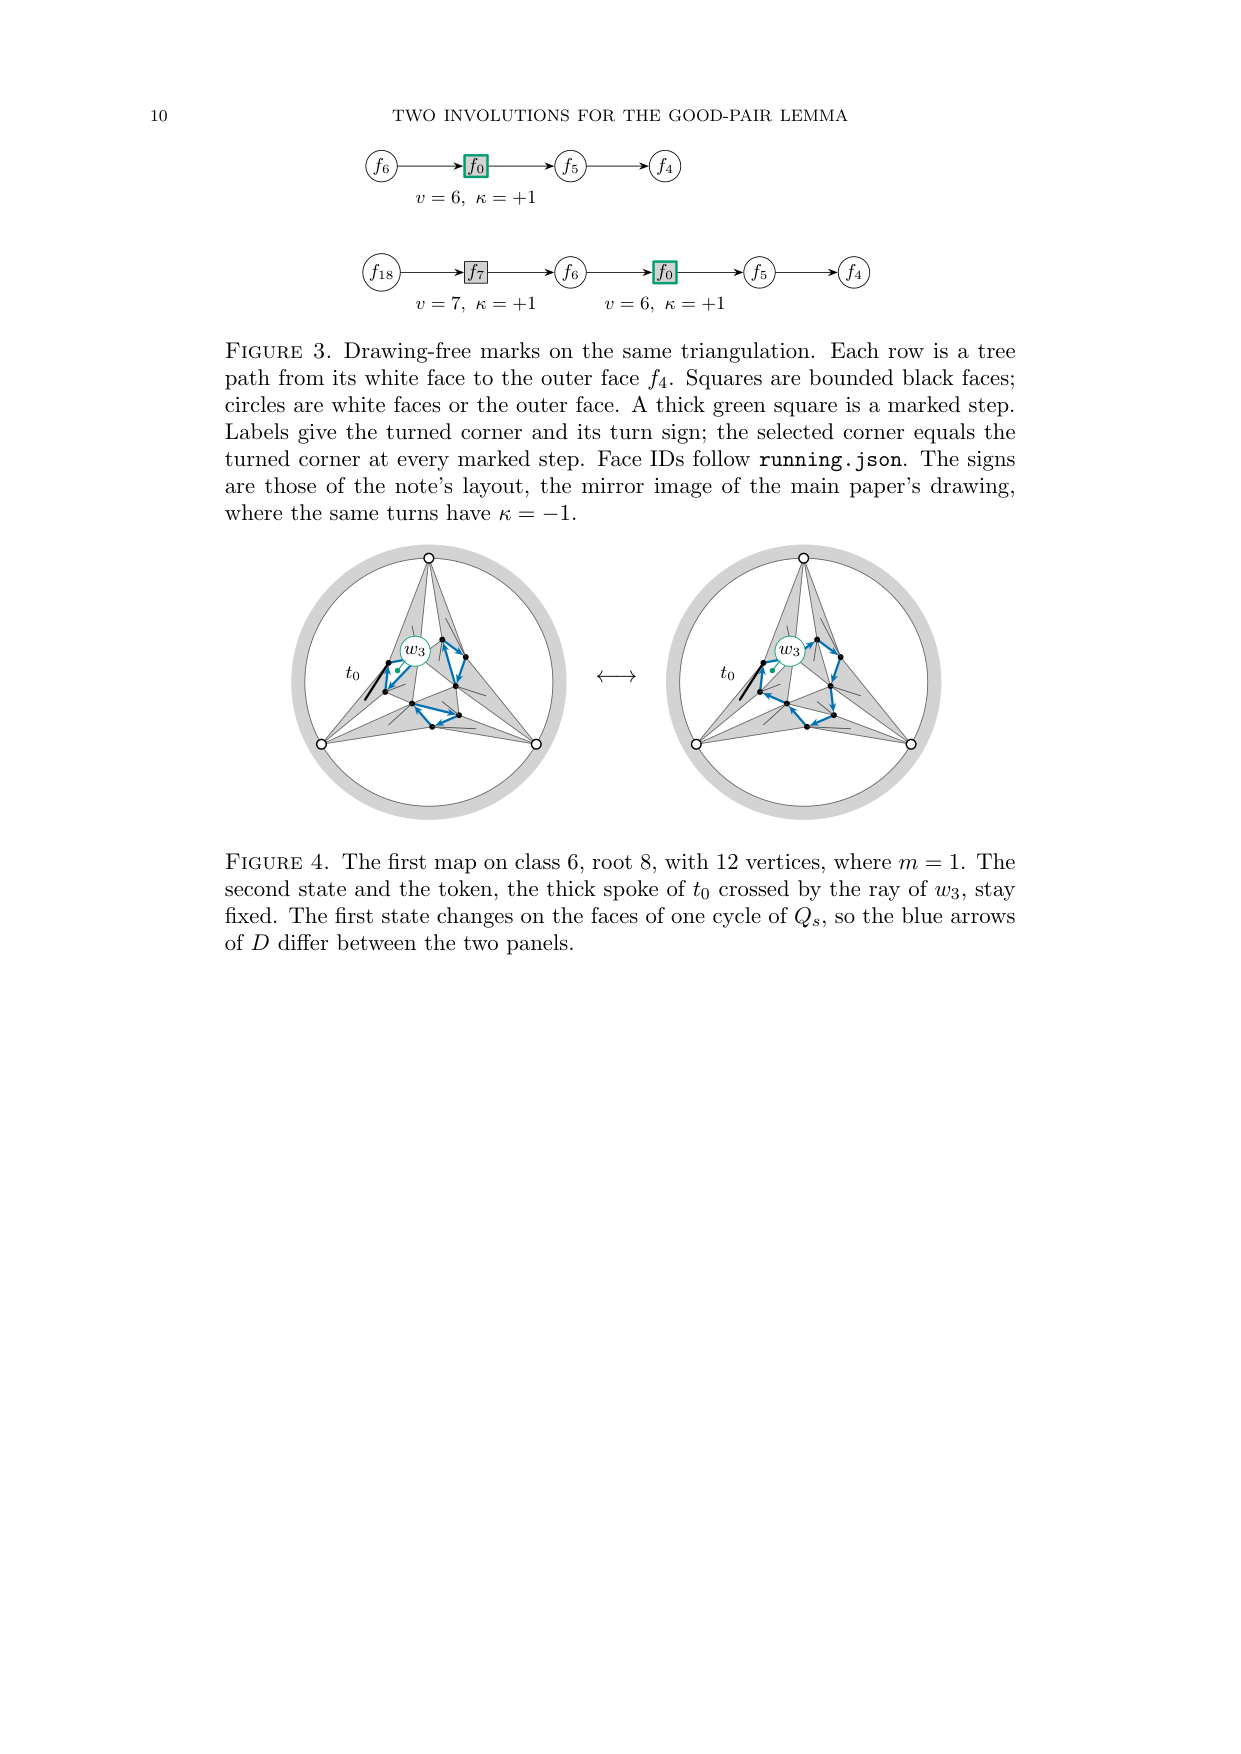 10 TWO INVOLUTIONS FOR THE GOOD-PAIR LEMMA
f₆ f₀ f₅ f₄
v = 6, κ = +1
f₁₈ f₇ f₆ f₀ f₅ f₄
v = 7, κ = +1 v = 6, κ = +1
Figure 3. Drawing-free marks on the same triangulation. Each row is a tree
path from its white face to the outer face f₄. Squares are bounded black faces;
circles are white faces or the outer face. A thick green square is a marked step.
Labels give the turned corner and its turn sign; the selected corner equals the
turned corner at every marked step. Face IDs follow running.json. The signs
are those of the note's layout, the mirror image of the main paper's drawing,
where the same turns have κ = −1.
w₃ w₃
t₀ t₀
Figure 4. The first map on class 6, root 8, with 12 vertices, where m = 1. The
second state and the token, the thick spoke of t₀ crossed by the ray of w₃, stay
fixed. The first state changes on the faces of one cycle of Qₛ, so the blue arrows
of D differ between the two panels.